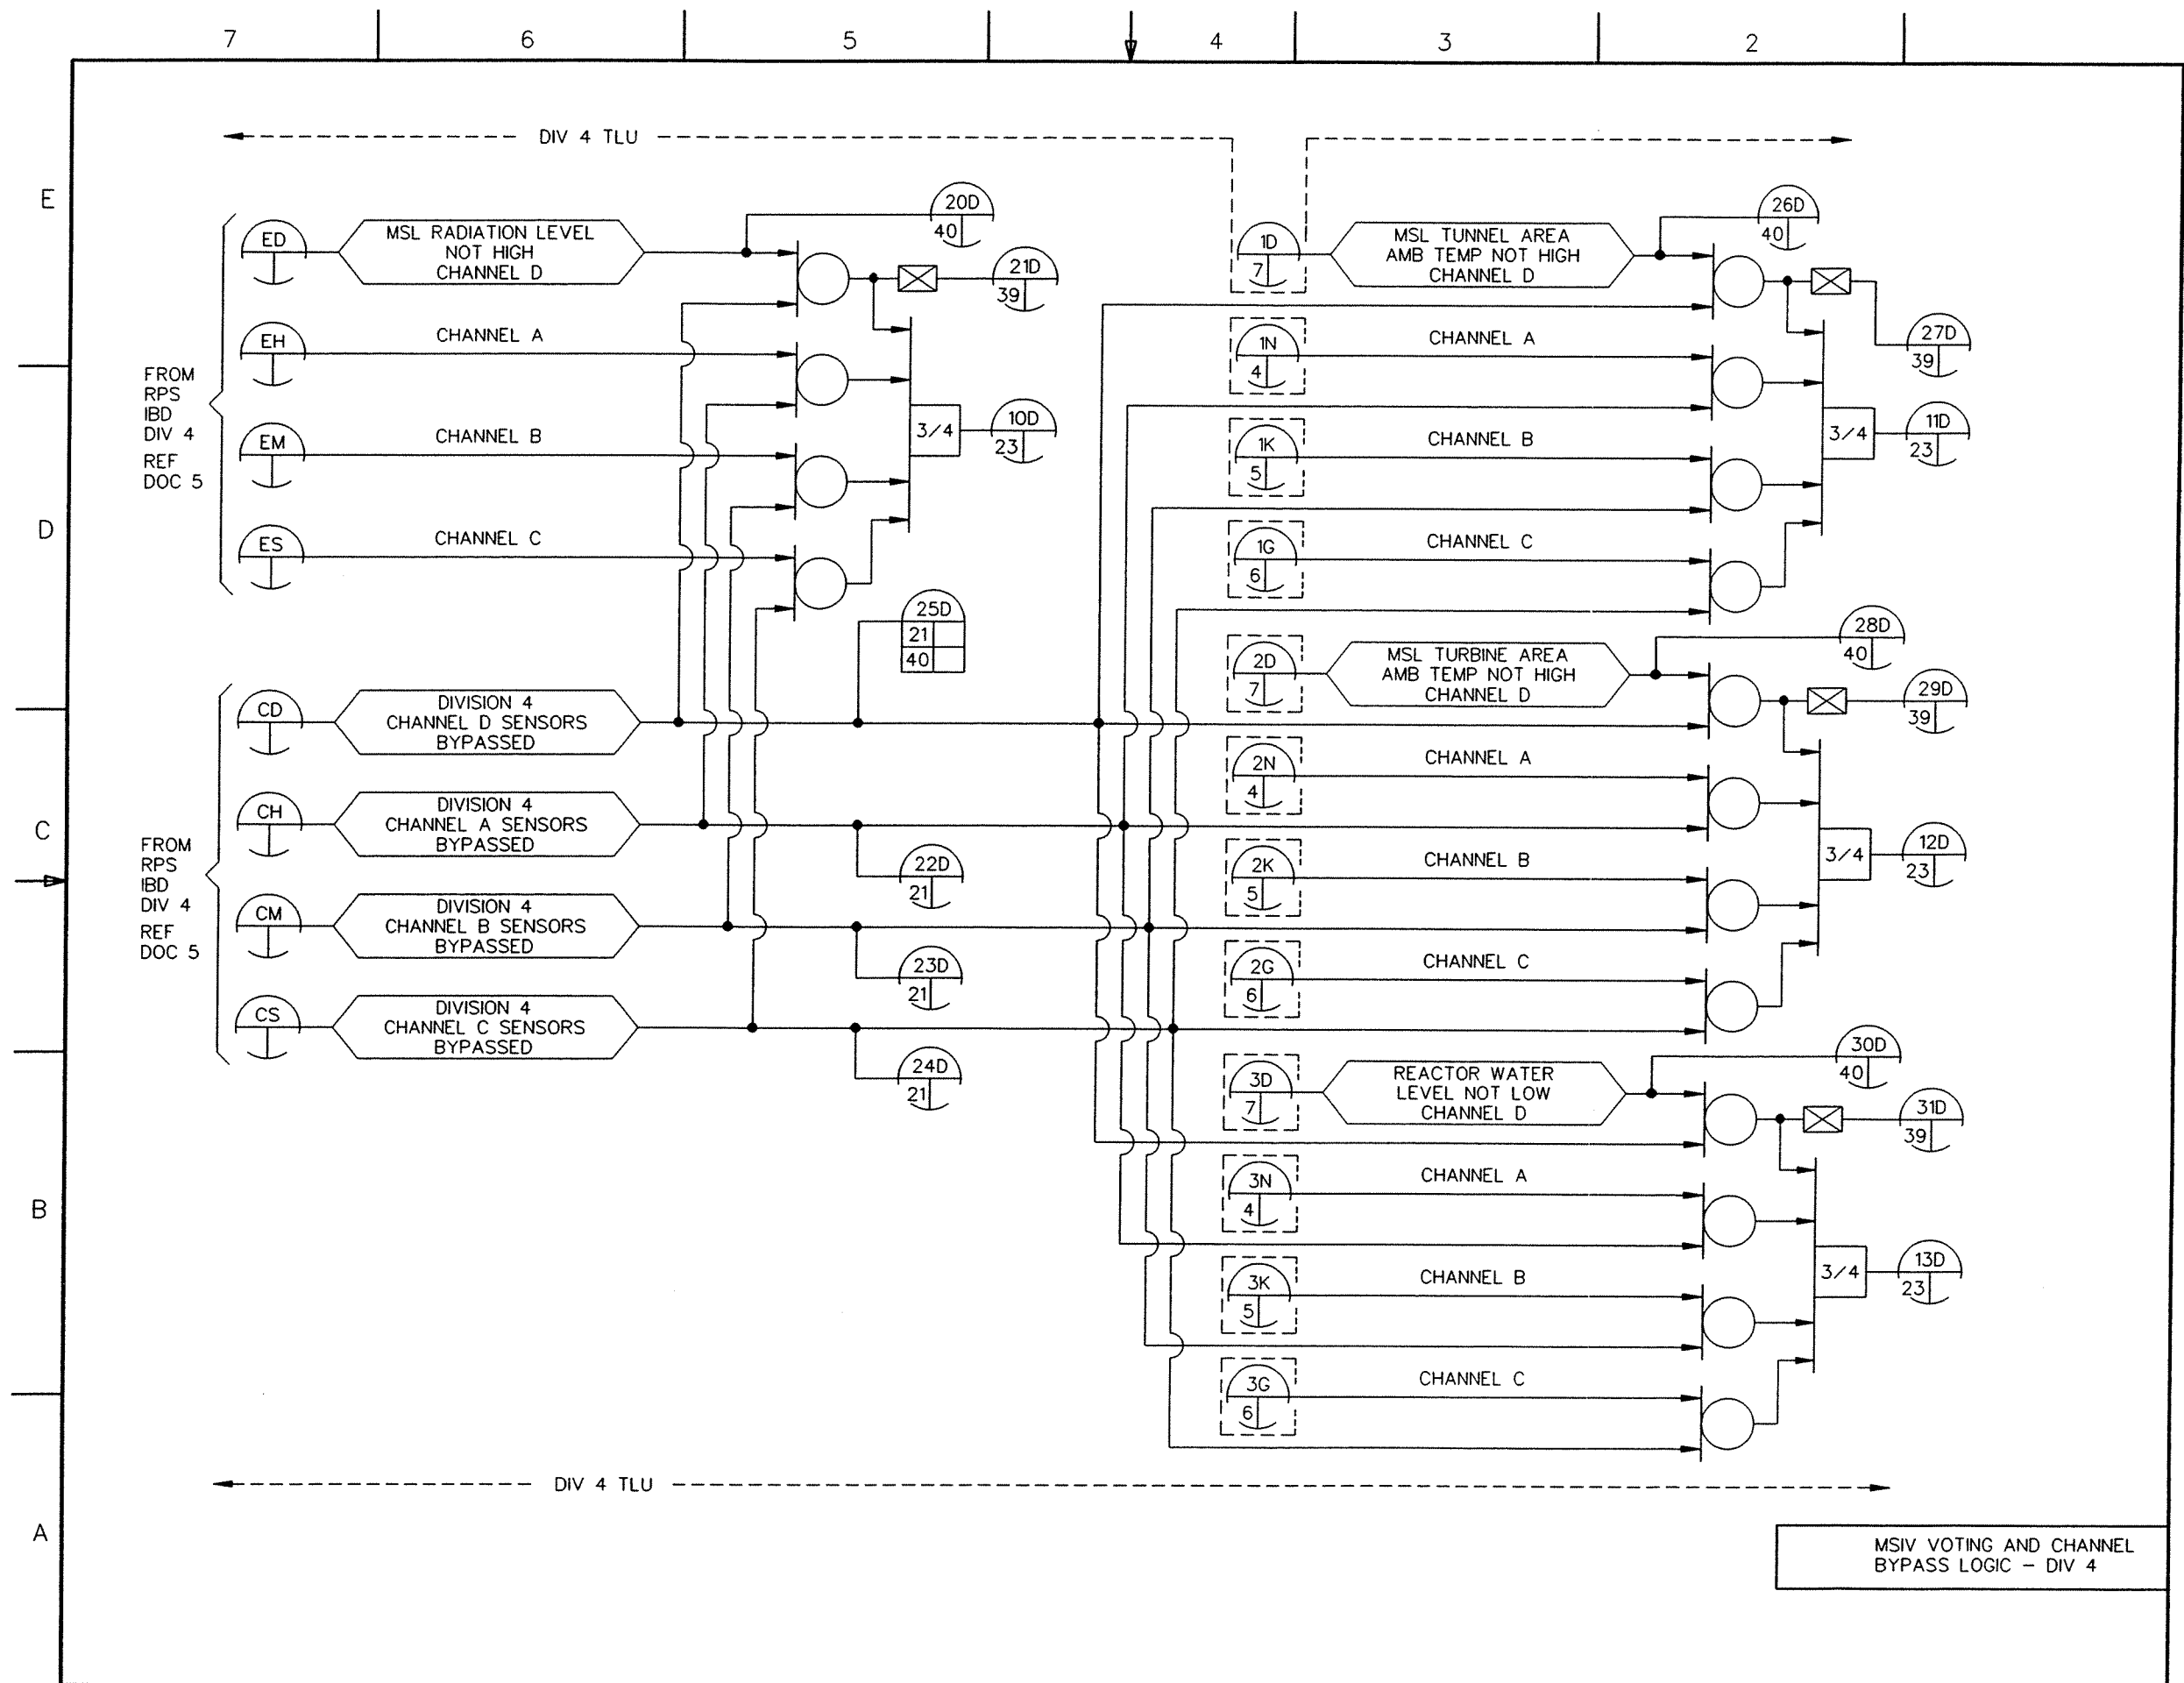 7 6 5 4 3 2
DIV 4 TLU
E
D
C
B
A
FROM
RPS
IBD
DIV 4
REF
DOC 5
ED
MSL RADIATION LEVEL
NOT HIGH
CHANNEL D
20D
40
21D
39
EH
CHANNEL A
EM
CHANNEL B
3/4
10D
23
ES
CHANNEL C
25D
21
40
FROM
RPS
IBD
DIV 4
REF
DOC 5
CD
DIVISION 4
CHANNEL D SENSORS
BYPASSED
CH
DIVISION 4
CHANNEL A SENSORS
BYPASSED
22D
21
CM
DIVISION 4
CHANNEL B SENSORS
BYPASSED
23D
21
CS
DIVISION 4
CHANNEL C SENSORS
BYPASSED
24D
21
1D
7
MSL TUNNEL AREA
AMB TEMP NOT HIGH
CHANNEL D
26D
40
27D
39
1N
4
CHANNEL A
1K
5
CHANNEL B
3/4
11D
23
1G
6
CHANNEL C
2D
7
MSL TURBINE AREA
AMB TEMP NOT HIGH
CHANNEL D
28D
40
29D
39
2N
4
CHANNEL A
2K
5
CHANNEL B
3/4
12D
23
2G
6
CHANNEL C
3D
7
REACTOR WATER
LEVEL NOT LOW
CHANNEL D
30D
40
31D
39
3N
4
CHANNEL A
3K
5
CHANNEL B
3/4
13D
23
3G
6
CHANNEL C
DIV 4 TLU
MSIV VOTING AND CHANNEL
BYPASS LOGIC - DIV 4